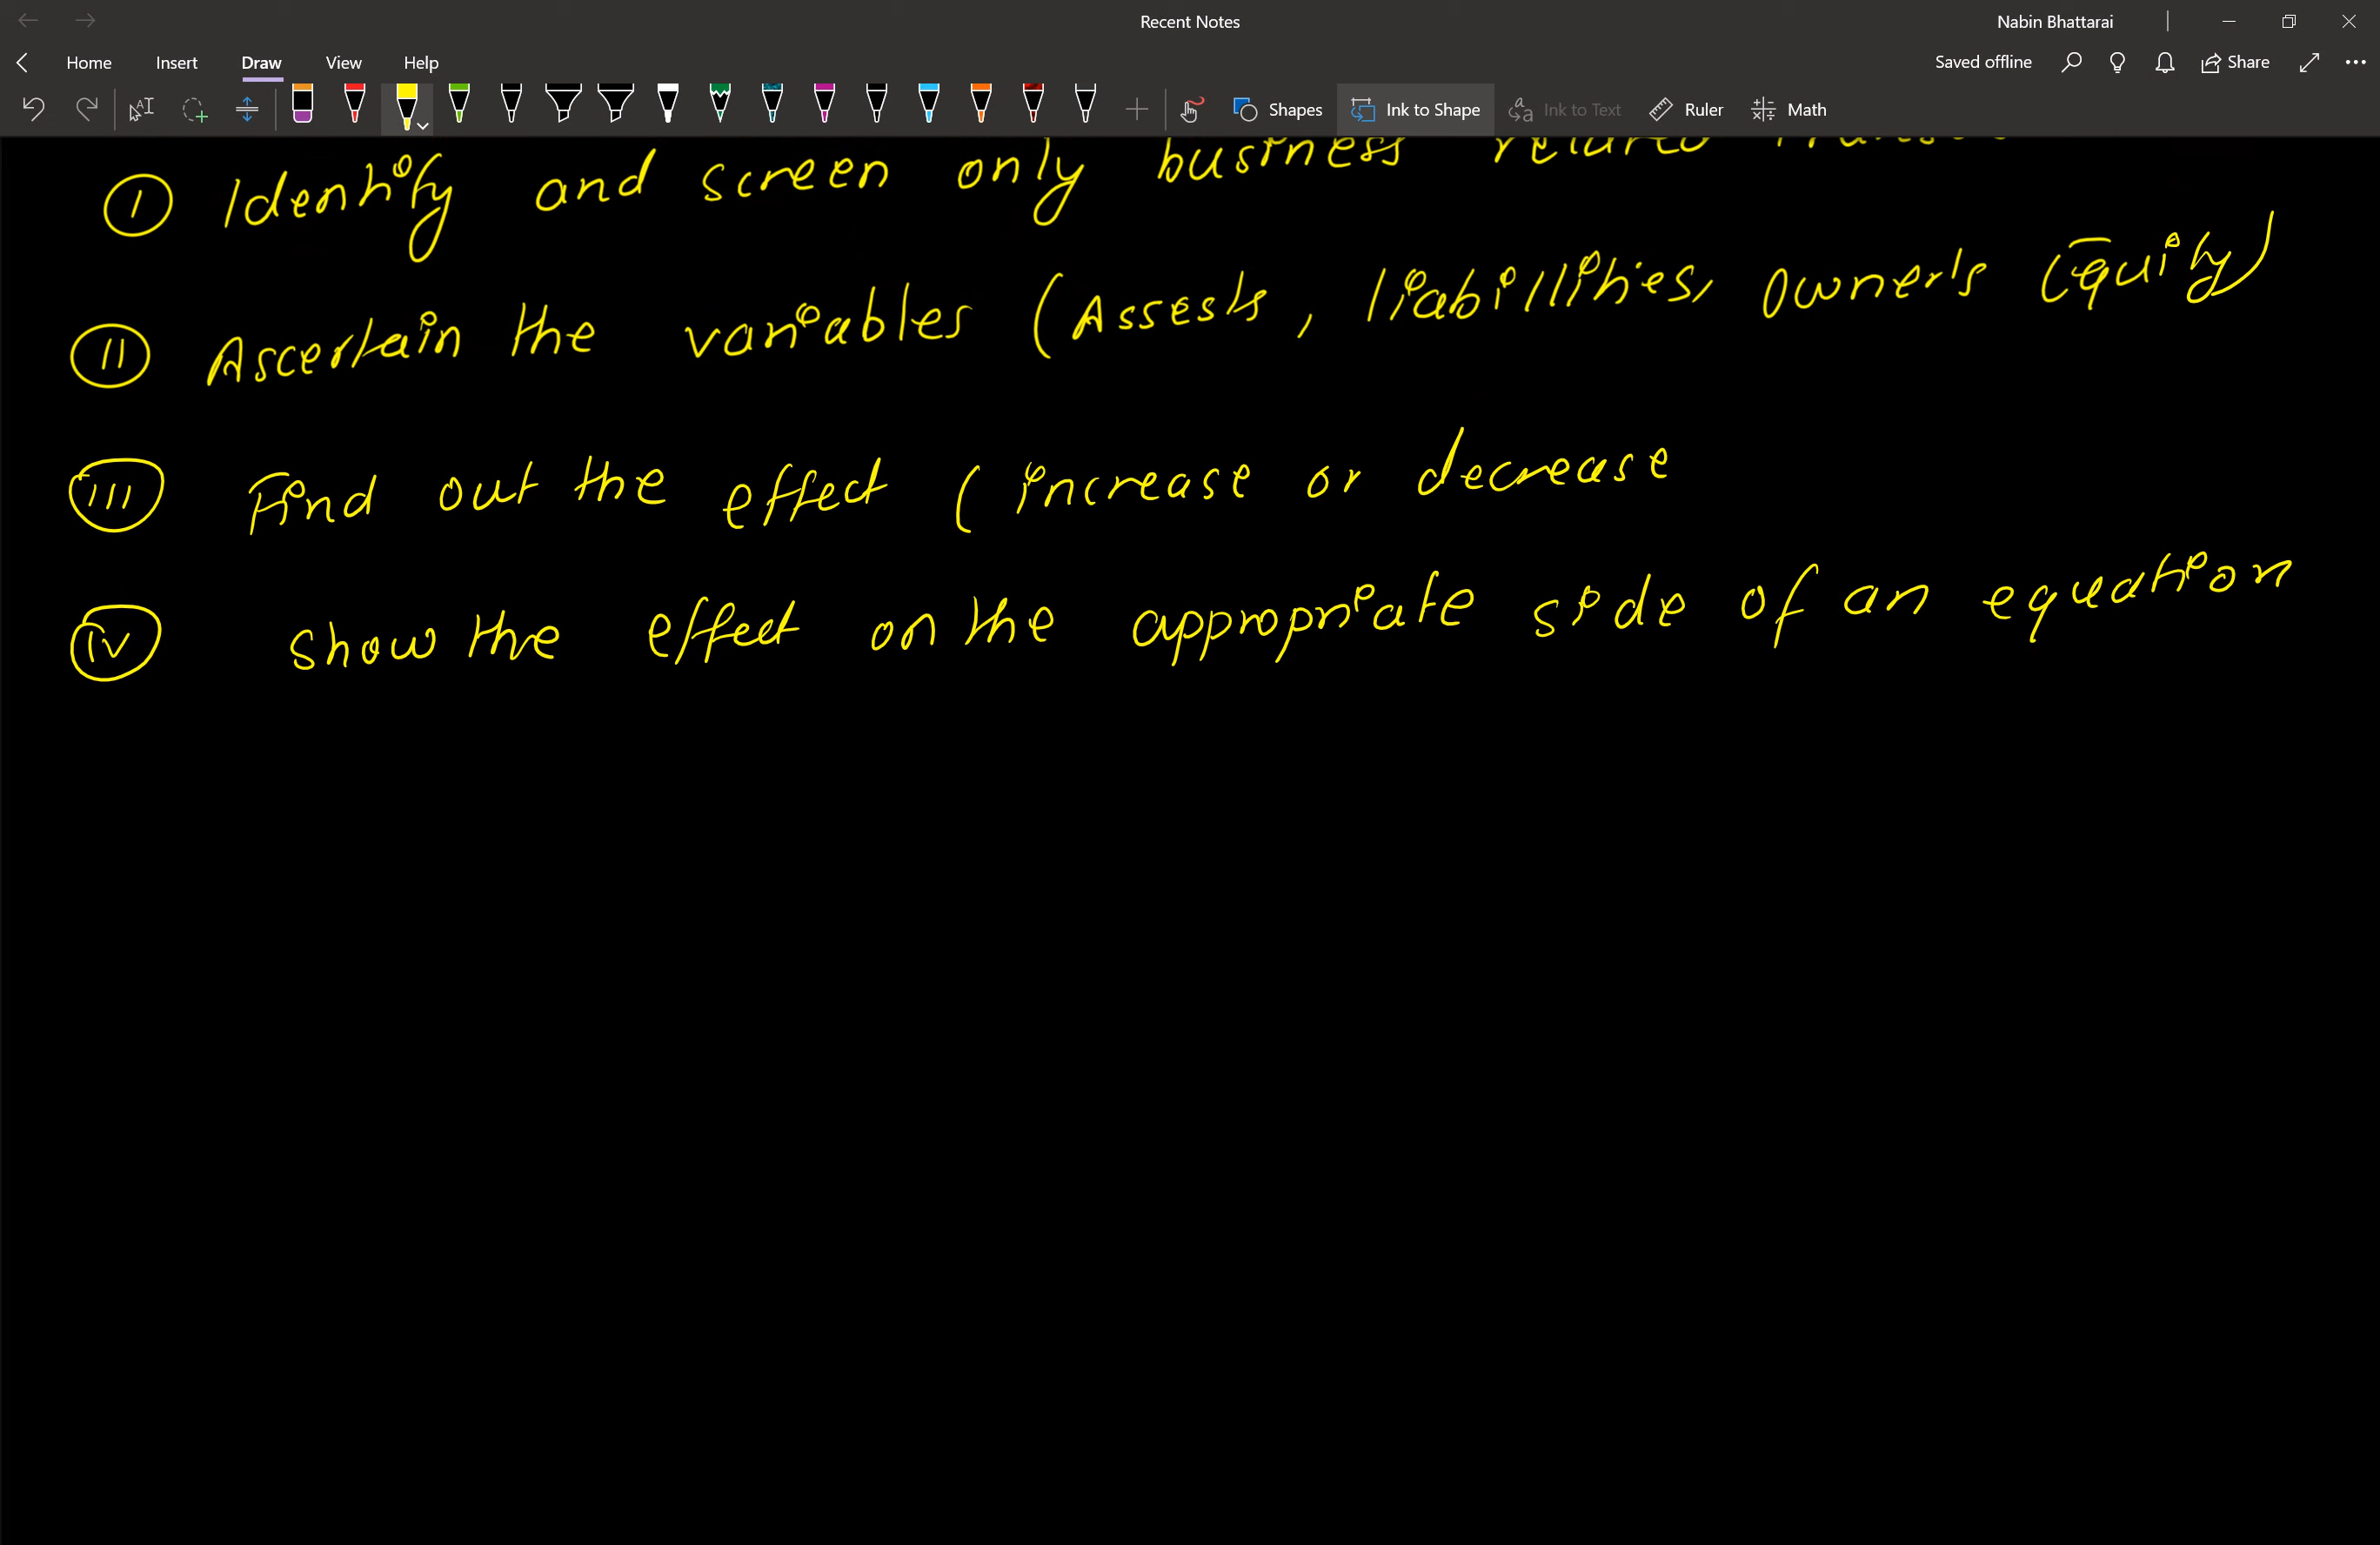 Recent Notes
Nabin Bhattarai
Home Insert Draw View Help
Saved offline
Share
Shapes Ink to Shape Ink to Text Ruler Math
I Identify and screen only business related
II Ascertain the variables (Assests, liabillities, Owner's Equity)
III Find out the effect (increase or decrease
IV show the effect on the appropriate side of an equation